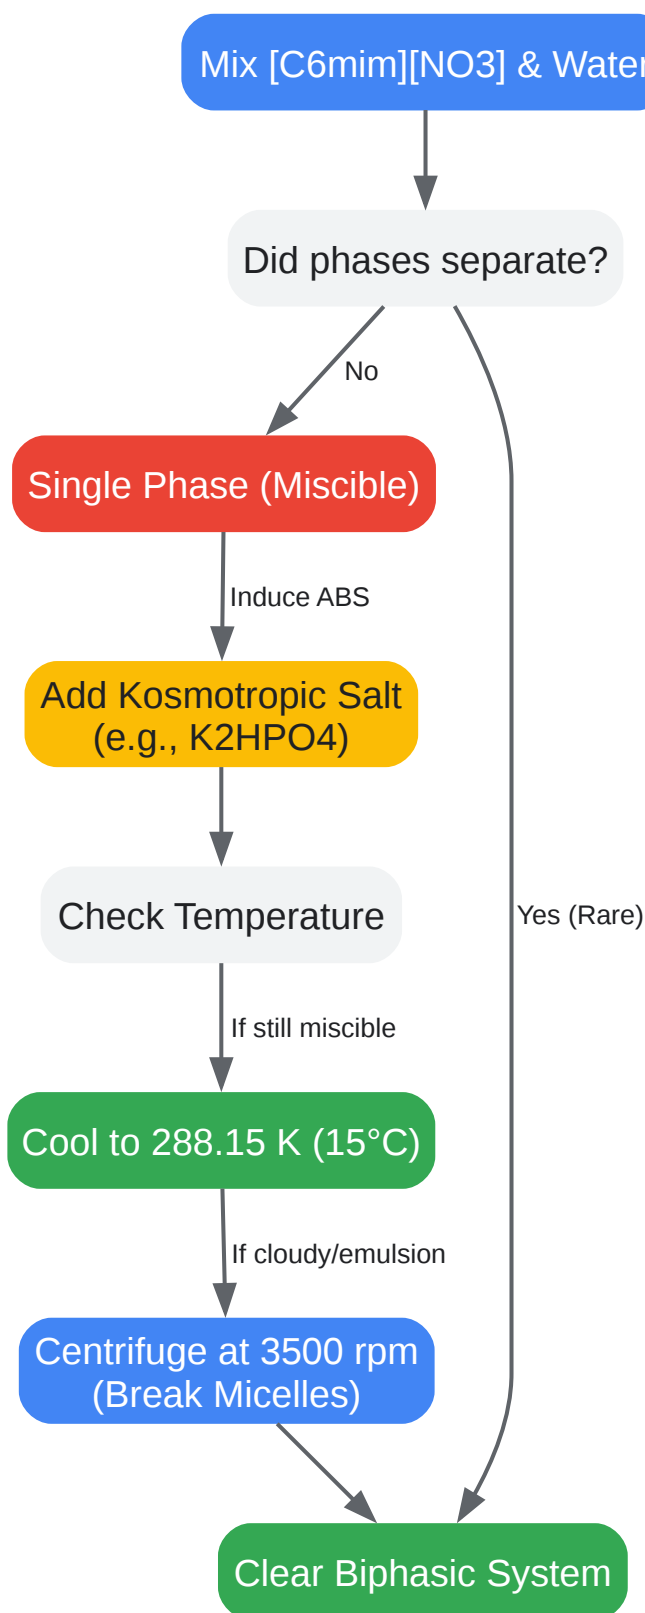 Mix [C6mim][NO3] & Water
Did phases separate?
No
Single Phase (Miscible)
Induce ABS
Add Kosmotropic Salt
(e.g., K2HPO4)
Check Temperature
Yes (Rare)
If still miscible
Cool to 288.15 K (15°C)
If cloudy/emulsion
Centrifuge at 3500 rpm
(Break Micelles)
Clear Biphasic System